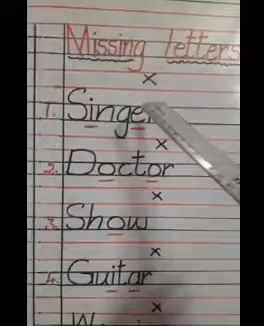 Missing letters
x
1. Singer
x
2. Doctor
x
3. Show
x
4. Guitar
x